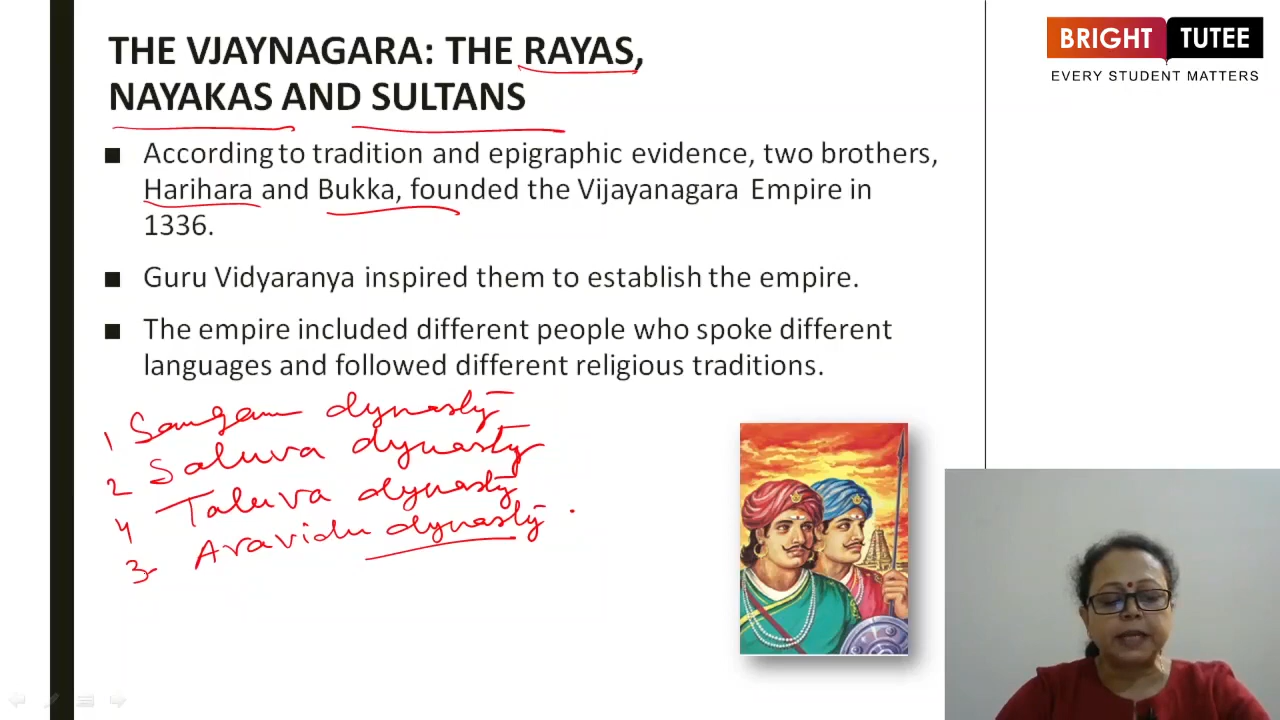 THE VJAYNAGARA: THE RAYAS,
NAYAKAS AND SULTANS
BRIGHT TUTEE
EVERY STUDENT MATTERS
■ According to tradition and epigraphic evidence, two brothers,
Harihara and Bukka, founded the Vijayanagara Empire in
1336.
■ Guru Vidyaranya inspired them to establish the empire.
■ The empire included different people who spoke different
languages and followed different religious traditions.
1 Sangam dynasty
2 Saluva dynasty
4 Taluva dynasty
3 Aravidu dynasty